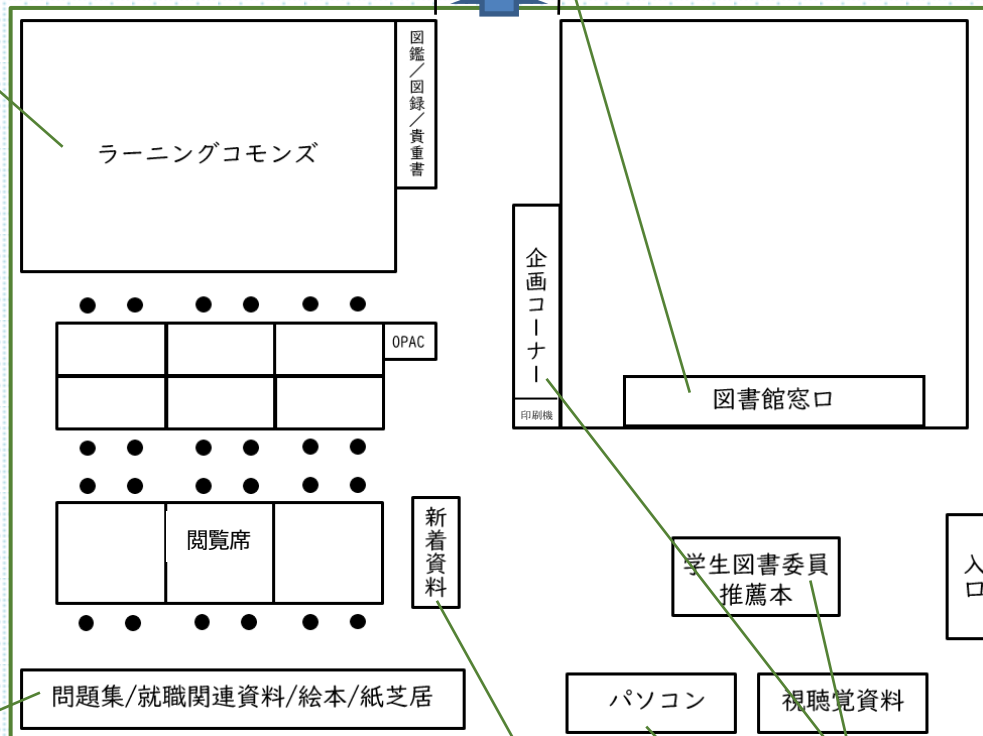 図鑑／図録／貴重書
ラーニングコモンズ
企画コーナー
OPAC
印刷機
図書館窓口
新着資料
閲覧席
学生図書委員
推薦本
入口
問題集/就職関連資料/絵本/紙芝居
パソコン
視聴覚資料